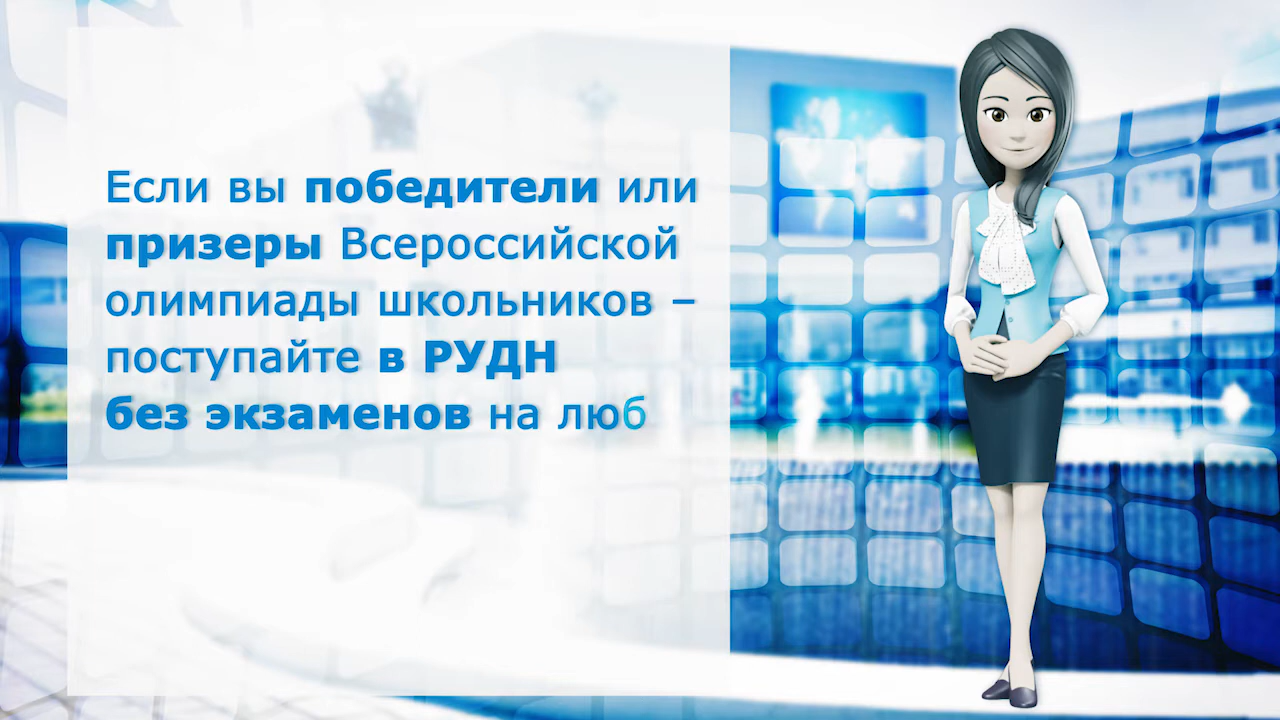 Если вы победители или
призеры Всероссийской
олимпиады школьников –
поступайте в РУДН
без экзаменов на люб